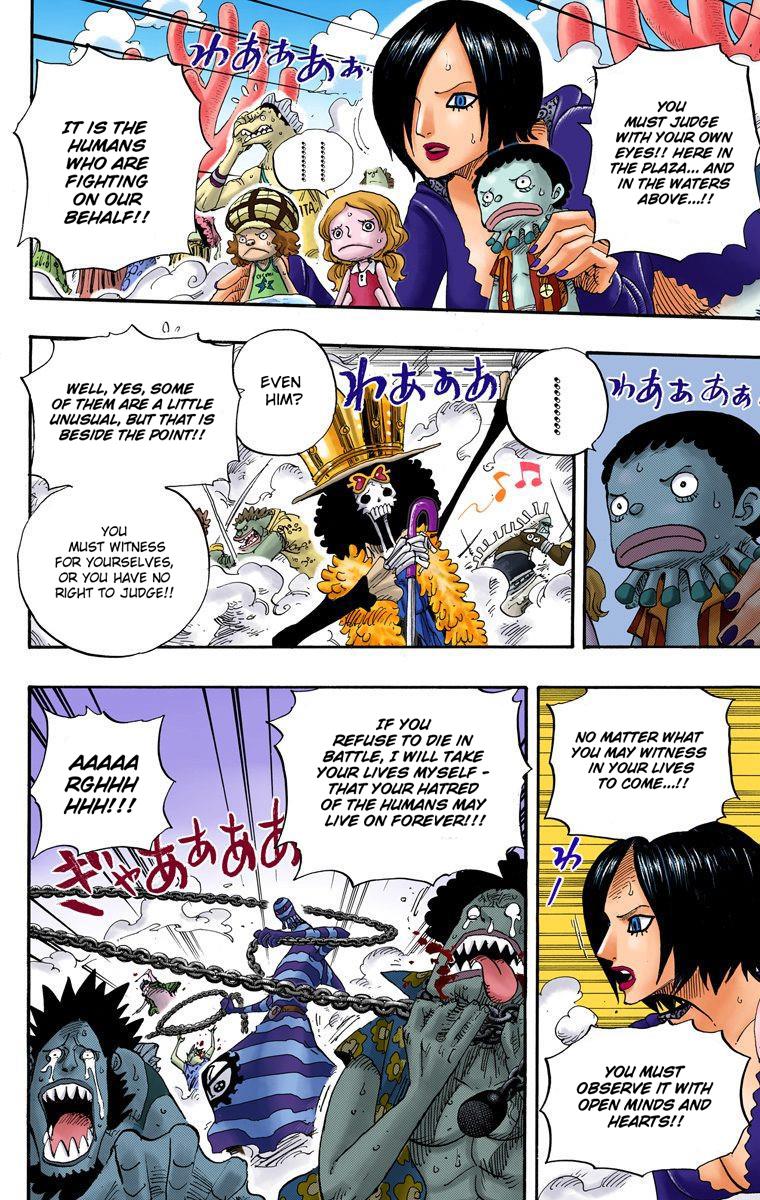 YOU
MUST JUDGE
WITH YOUR OWN
EYES!! HERE IN
THE PLAZA... AND
IN THE WATERS
ABOVE...!!
わあぁあぉ
IT IS THE
HUMANS
WHO ARE
FIGHTING
ON OUR
BEHALF!!
わあぁぁぁ
わあぁぁあ
EVEN
HIM?
WELL, YES, SOME
OF THEM ARE A LITTLE
UNUSUAL, BUT THAT IS
BESIDE THE POINT!!
YOU
MUST WITNESS
FOR YOURSELVES,
OR YOU HAVE NO
RIGHT TO JUDGE!!
NO MATTER WHAT
YOU MAY WITNESS
IN YOUR LIVES
TO COME...!!
わー
YOU MUST
OBSERVE IT WITH
OPEN MINDS AND
HEARTS!!
IF YOU
REFUSE TO DIE IN
BATTLE, I WILL TAKE
YOUR LIVES MYSELF -
THAT YOUR HATRED
OF THE HUMANS MAY
LIVE ON FOREVER!!!
AAAAA
RGHHH
HHH!!!
ぎゃあぁあぁ